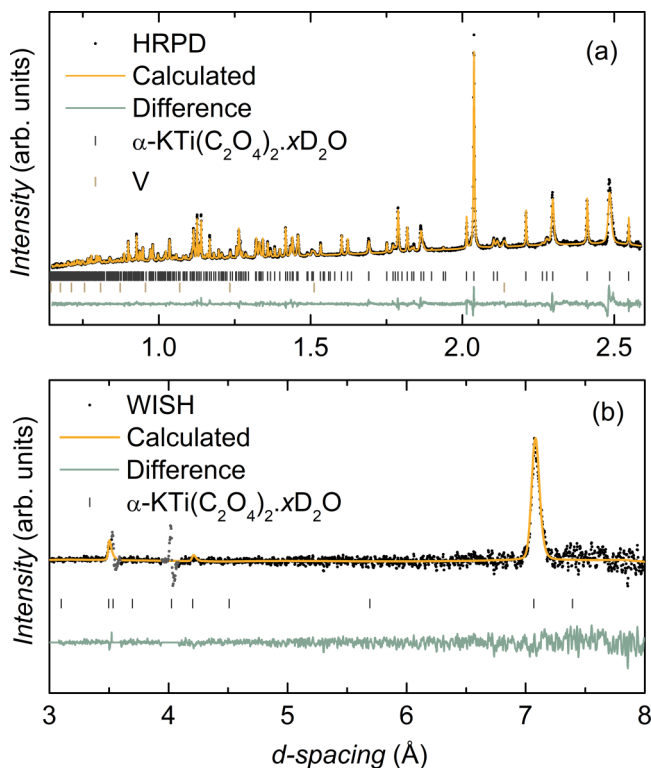 HRPD
(a)
Calculated
Difference
α-KTi(C₂O₄)₂.xD₂O
V
Intensity (arb. units)
1.0 1.5 2.0 2.5
WISH
(b)
Calculated
Difference
α-KTi(C₂O₄)₂.xD₂O
Intensity (arb. units)
3 4 5 6 7 8
d-spacing (Å)